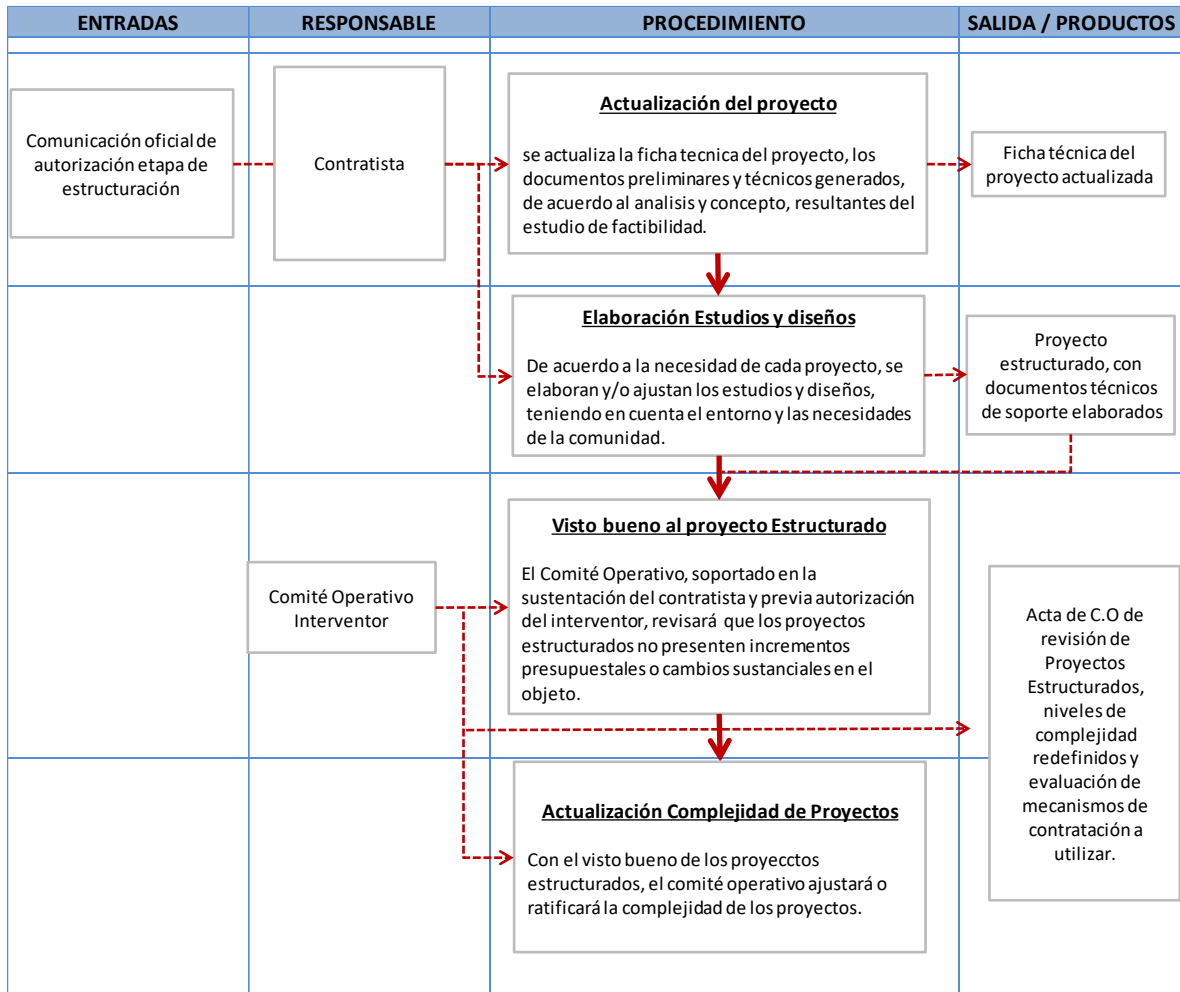 ENTRADAS
RESPONSABLE
PROCEDIMIENTO
SALIDA / PRODUCTOS
Comunicación oficial de
autorización etapa de
estructuración
Contratista
Actualización del proyecto
se actualiza la ficha tecnica del proyecto, los
documentos preliminares y técnicos generados,
de acuerdo al analisis y concepto, resultantes del
estudio de factibilidad.
Ficha técnica del
proyecto actualizada
Elaboración Estudios y diseños
De acuerdo a la necesidad de cada proyecto, se
elaboran y/o ajustan los estudios y diseños,
teniendo en cuenta el entorno y las necesidades
de la comunidad.
Proyecto
estructurado, con
documentos técnicos
de soporte elaborados
Comité Operativo
Interventor
Visto bueno al proyecto Estructurado
El Comité Operativo, soportado en la
sustentación del contratista y previa autorización
del interventor, revisará que los proyectos
estructurados no presenten incrementos
presupuestales o cambios sustanciales en el
objeto.
Acta de C.O de
revisión de
Proyectos
Estructurados,
niveles de
complejidad
redefinidos y
evaluación de
mecanismos de
contratación a
utilizar.
Actualización Complejidad de Proyectos
Con el visto bueno de los proyecctos
estructurados, el comité operativo ajustará o
ratificará la complejidad de los proyectos.